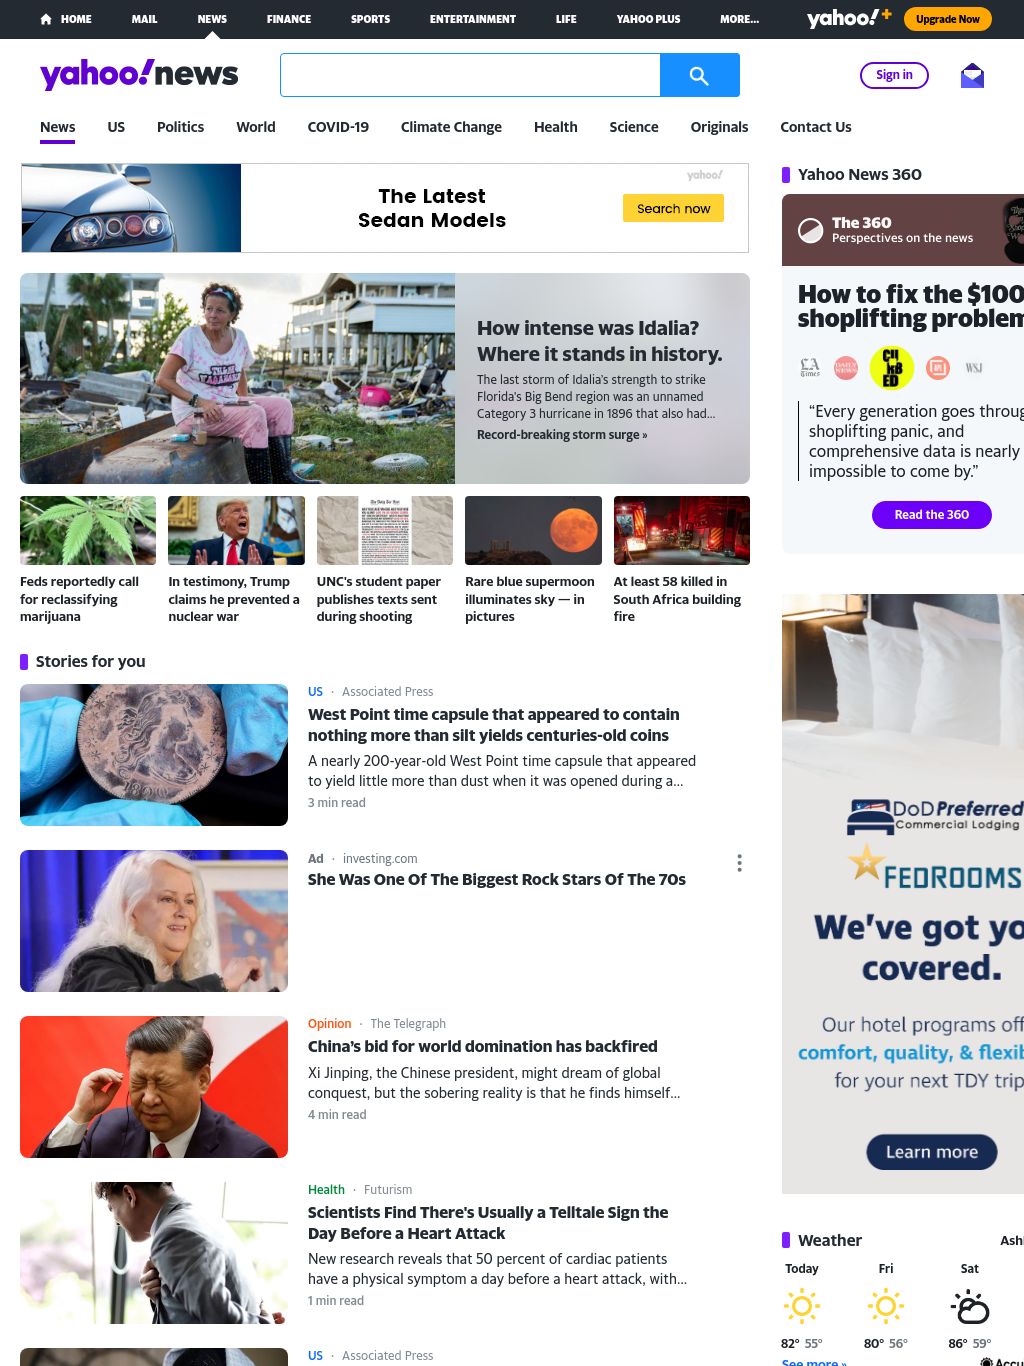 HOME MAIL NEWS FINANCE SPORTS ENTERTAINMENT LIFE YAHOO PLUS MORE... yahoo!+ Upgrade Now
yahoo!news
Sign in
News US Politics World COVID-19 Climate Change Health Science Originals Contact Us
yahoo!
The Latest
Sedan Models
Search now
How intense was Idalia?
Where it stands in history.
The last storm of Idalia's strength to strike
Florida's Big Bend region was an unnamed
Category 3 hurricane in 1896 that also had...
Record-breaking storm surge »
Feds reportedly call
for reclassifying
marijuana
In testimony, Trump
claims he prevented a
nuclear war
UNC's student paper
publishes texts sent
during shooting
Rare blue supermoon
illuminates sky — in
pictures
At least 58 killed in
South Africa building
fire
Stories for you
US · Associated Press
West Point time capsule that appeared to contain
nothing more than silt yields centuries-old coins
A nearly 200-year-old West Point time capsule that appeared
to yield little more than dust when it was opened during a...
3 min read
Ad · investing.com
She Was One Of The Biggest Rock Stars Of The 70s
Opinion · The Telegraph
China's bid for world domination has backfired
Xi Jinping, the Chinese president, might dream of global
conquest, but the sobering reality is that he finds himself...
4 min read
Health · Futurism
Scientists Find There's Usually a Telltale Sign the
Day Before a Heart Attack
New research reveals that 50 percent of cardiac patients
have a physical symptom a day before a heart attack, with...
1 min read
US · Associated Press
Yahoo News 360
The 360
Perspectives on the news
How to fix the $100
shoplifting problem
LA Times
DAILY NEWS
CURBED
WSJ
“Every generation goes throug
shoplifting panic, and
comprehensive data is nearly
impossible to come by.”
Read the 360
DoD Preferred
Commercial Lodging
FEDROOMS
We've got yo
covered.
Our hotel programs off
comfort, quality, & flexib
for your next TDY trip
Learn more
Weather Ash
Today Fri Sat
82° 55° 80° 56° 86° 59°
See more » Accu